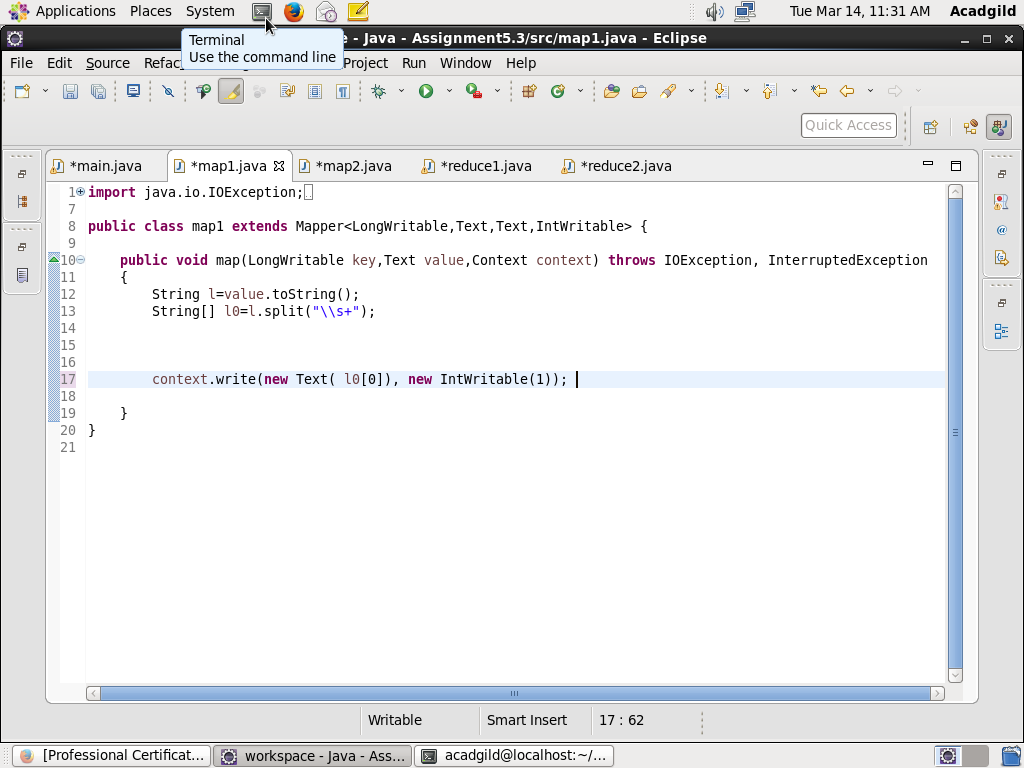 Applications Places System Tue Mar 14, 11:31 AM Acadgild
Terminal
Use the command line
e - Java - Assignment5.3/src/map1.java - Eclipse
File Edit Source Refac Project Run Window Help
Quick Access
*main.java *map1.java *map2.java *reduce1.java *reduce2.java
1 import java.io.IOException;
7
8 public class map1 extends Mapper<LongWritable,Text,Text,IntWritable> {
9
10 public void map(LongWritable key,Text value,Context context) throws IOException, InterruptedException
11 {
12 String l=value.toString();
13 String[] l0=l.split("\\s+");
14
15
16
17 context.write(new Text( l0[0]), new IntWritable(1));
18
19 }
20 }
21
Writable Smart Insert 17 : 62
[Professional Certificat... workspace - Java - Ass... acadgild@localhost:~/...